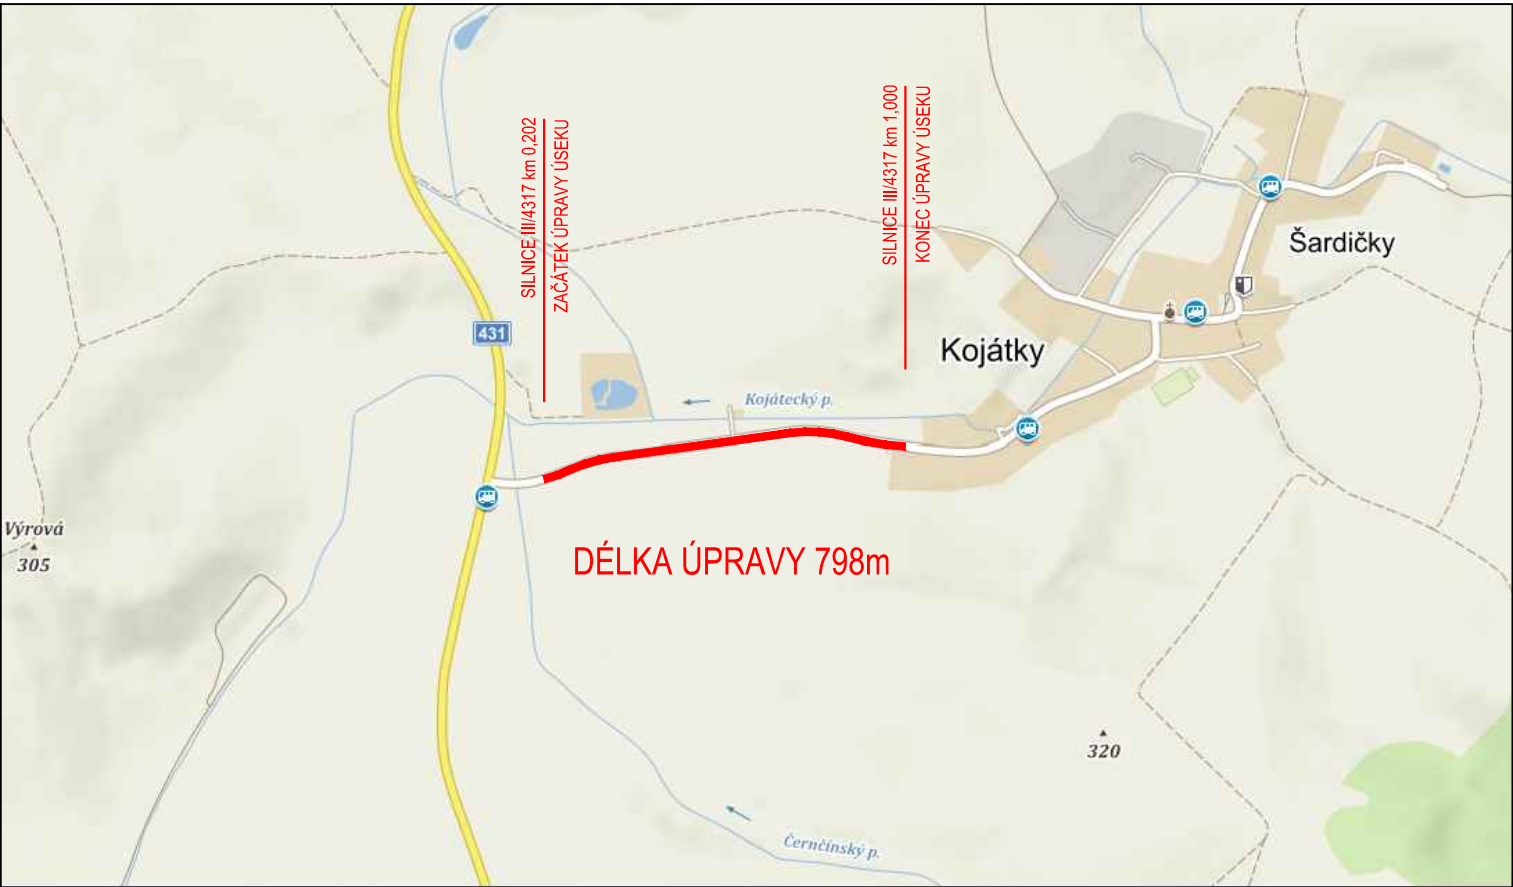 SILNICE III/4317 km 0,202
ZAČÁTEK ÚPRAVY ÚSEKU
SILNICE III/4317 km 1,000
KONEC ÚPRAVY ÚSEKU
Šardičky
431
Kojátky
Kojátecký p.
Výrová
305
DÉLKA ÚPRAVY 798m
320
Černčínský p.